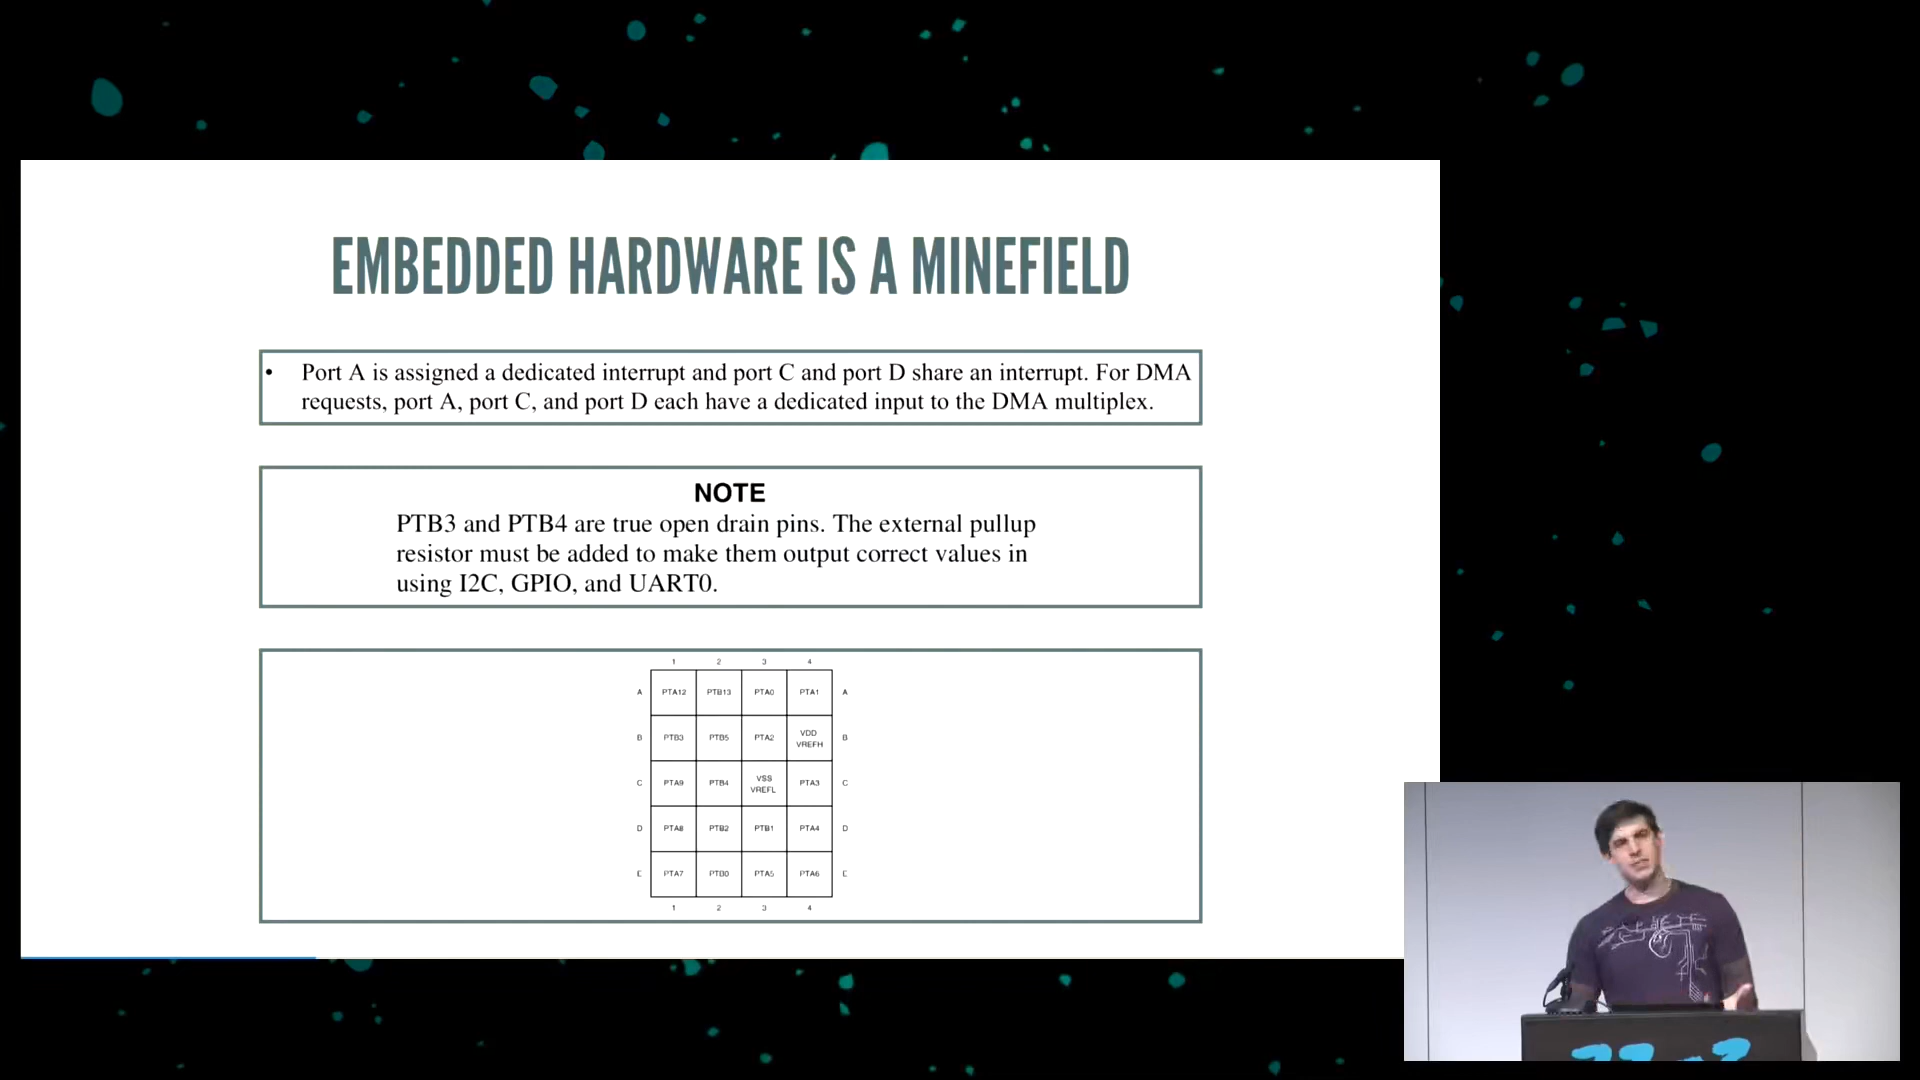 EMBEDDED HARDWARE IS A MINEFIELD
• Port A is assigned a dedicated interrupt and port C and port D share an interrupt. For DMA
requests, port A, port C, and port D each have a dedicated input to the DMA multiplex.
NOTE
PTB3 and PTB4 are true open drain pins. The external pullup
resistor must be added to make them output correct values in
using I2C, GPIO, and UART0.
1 2 3 4
A PTA12 PTB13 PTA0 PTA1 A
B PTB3 PTB5 PTA2 VDD VREFH B
C PTA9 PTB4 VSS VREFL PTA3 C
D PTA8 PTB2 PTB1 PTA4 D
E PTA7 PTB0 PTA5 PTA6 E
1 2 3 4